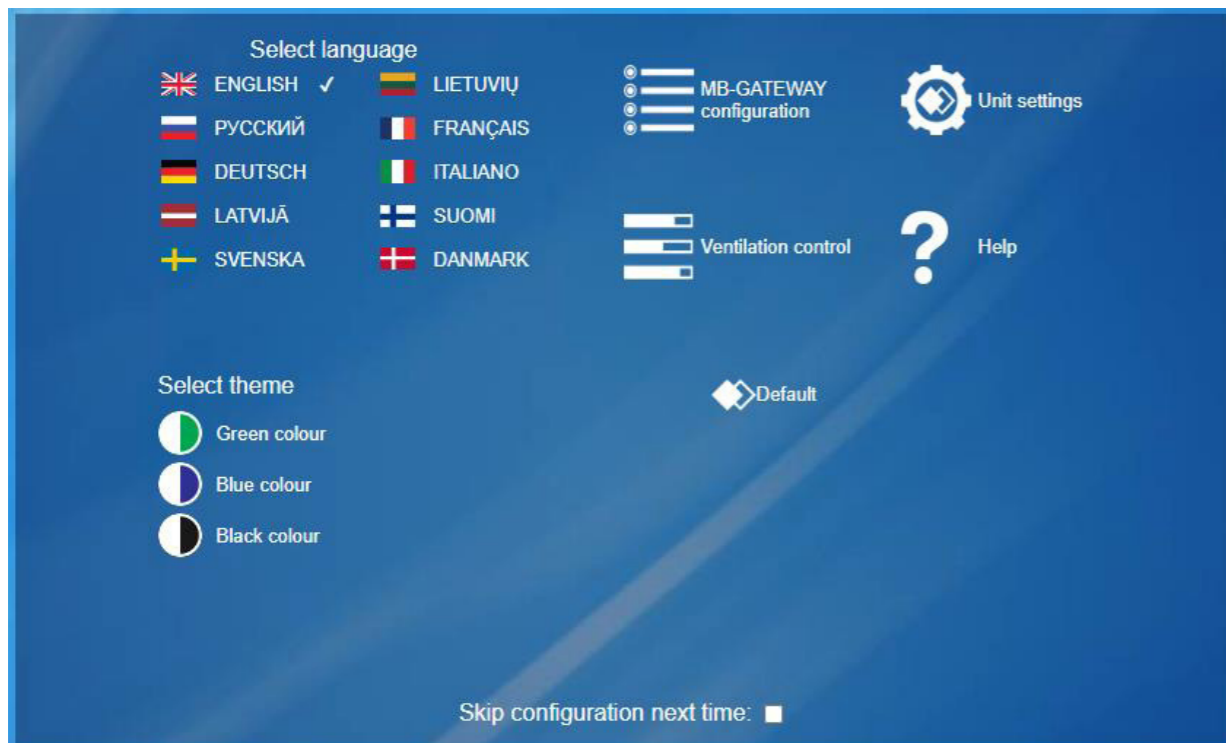 Select language
ENGLISH ✓
LIETUVIŲ
РУССКИЙ
FRANÇAIS
DEUTSCH
ITALIANO
LATVIJĀ
SUOMI
SVENSKA
DANMARK
MB-GATEWAY
configuration
Unit settings
Ventilation control
Help
Select theme
Green colour
Blue colour
Black colour
Default
Skip configuration next time: